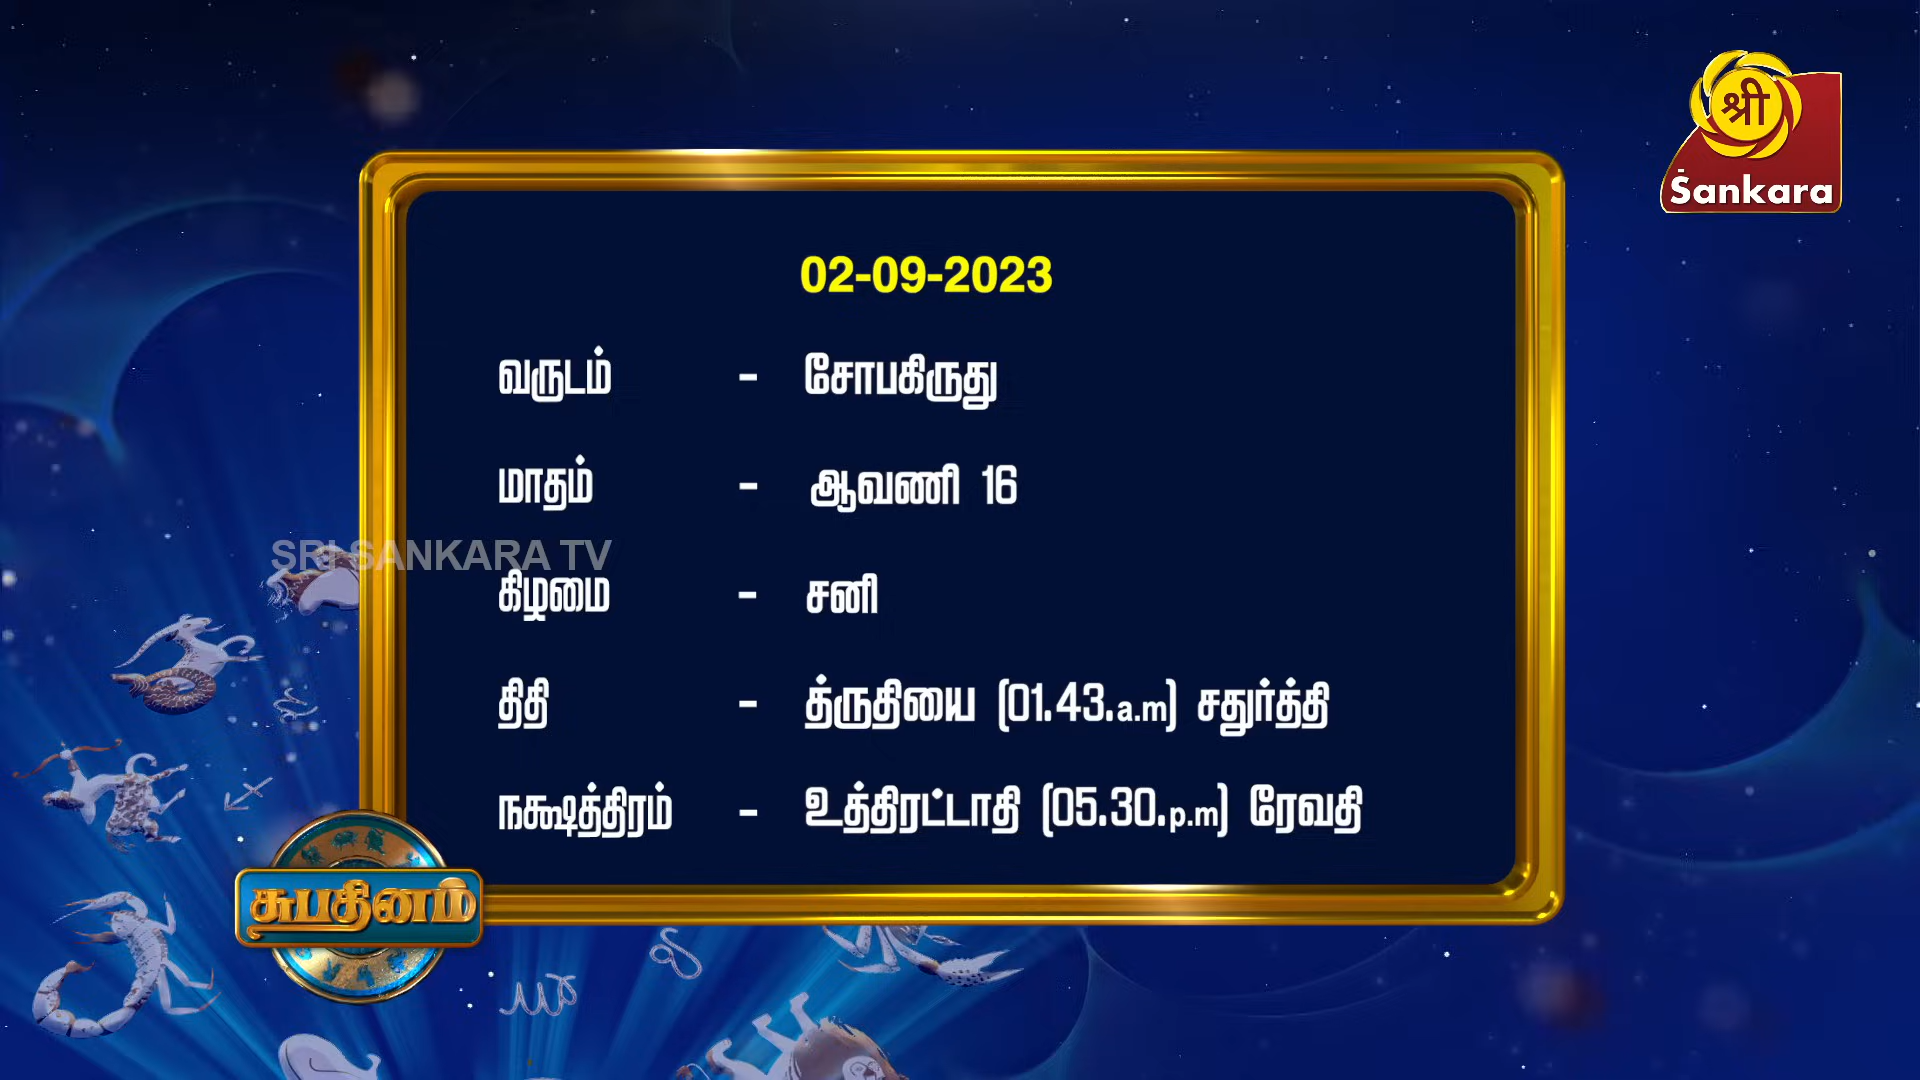 श्री
Sankara
02-09-2023
வருடம் - சோபகிருது
மாதம் - ஆவணி 16
SRI SANKARA TV
கிழமை - சனி
திதி - த்ருதியை (01.43.a.m) சதுர்த்தி
நக்ஷத்திரம் - உத்திரட்டாதி (05.30.p.m) ரேவதி
சுபதினம்